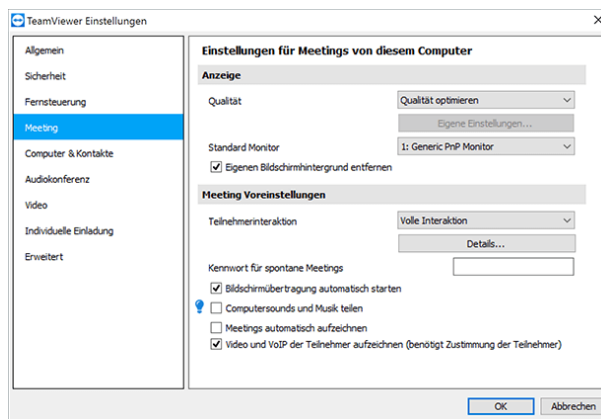 TeamViewer Einstellungen
Allgemein
Sicherheit
Fernsteuerung
Meeting
Computer & Kontakte
Audiokonferenz
Video
Individuelle Einladung
Erweitert
Einstellungen für Meetings von diesem Computer
Anzeige
Qualität
Qualität optimieren
Eigene Einstellungen...
Standard Monitor
1: Generic PnP Monitor
Eigenen Bildschirmhintergrund entfernen
Meeting Voreinstellungen
Teilnehmerinteraktion
Volle Interaktion
Details...
Kennwort für spontane Meetings
Bildschirmübertragung automatisch starten
Computersounds und Musik teilen
Meetings automatisch aufzeichnen
Video und VoIP der Teilnehmer aufzeichnen (benötigt Zustimmung der Teilnehmer)
OK
Abbrechen